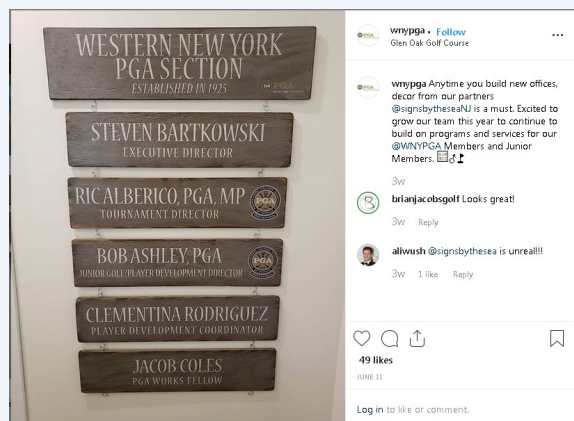 WESTERN NEW YORK
PGA SECTION
ESTABLISHED IN 1925
PGA
STEVEN BARTKOWSKI
EXECUTIVE DIRECTOR
RIC ALBERICO, PGA, MP
TOURNAMENT DIRECTOR
PGA
BOB ASHLEY, PGA
JUNIOR GOLF/PLAYER DEVELOPMENT DIRECTOR
PGA
CLEMENTINA RODRIGUEZ
PLAYER DEVELOPMENT COORDINATOR
JACOB COLES
PGA WORKS FELLOW
wnypga • Follow
Glen Oak Golf Course
wnypga Anytime you build new offices,
decor from our partners
@signsbytheseaNJ is a must. Excited to
grow our team this year to continue to
build on programs and services for our
@WNYPGA Members and Junior
Members.
3w
brianjacobsgolf Looks great!
3w Reply
aliwush @signsbythesea is unreal!!!
3w 1 like Reply
49 likes
JUNE 11
Log in to like or comment.